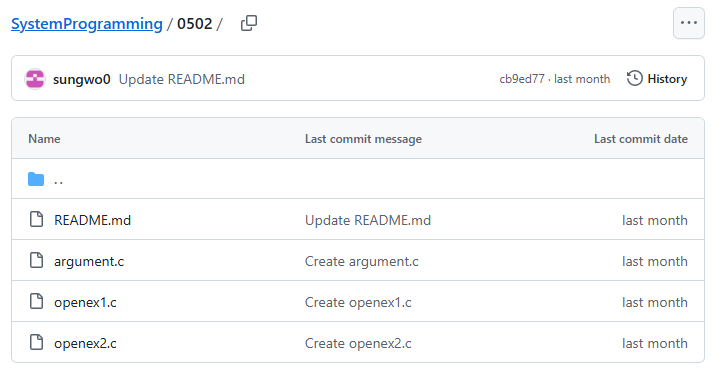 SystemProgramming / 0502 /
sungwo0 Update README.md cb9ed77 · last month History
Name Last commit message Last commit date
..
README.md Update README.md last month
argument.c Create argument.c last month
openex1.c Create openex1.c last month
openex2.c Create openex2.c last month